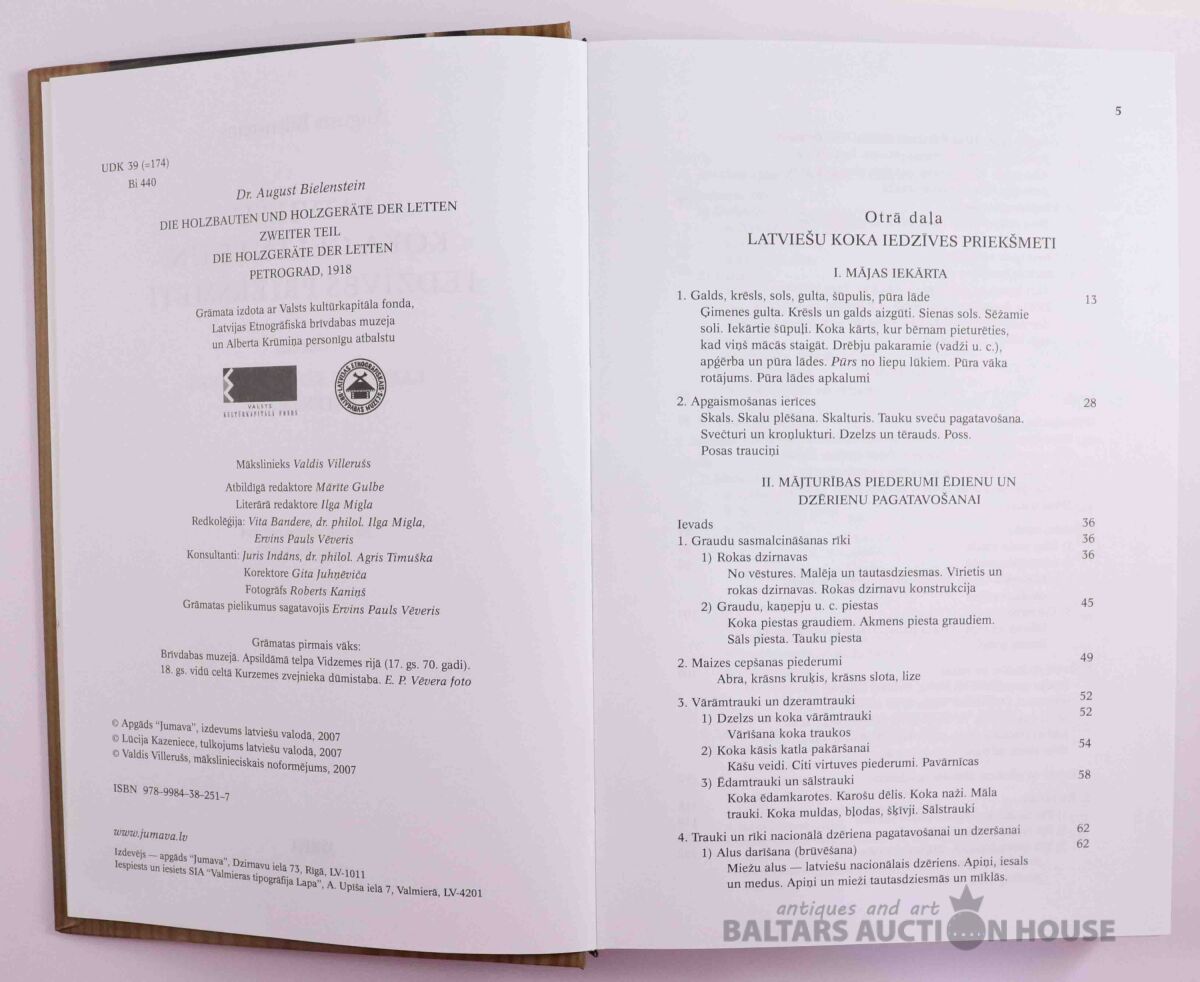 UDK 39 (=174)
Bi 440
Dr. August Bielenstein
DIE HOLZBAUTEN UND HOLZGERÄTE DER LETTEN
ZWEITER TEIL
DIE HOLZGERÄTE DER LETTEN
PETROGRAD, 1918
Grāmata izdota ar Valsts kultūrkapitāla fonda,
Latvijas Etnogrāfiskā brīvdabas muzeja
un Alberta Krūmiņa personīgu atbalstu
VALSTS
KULTŪRKAPITĀLA FONDS
LATVIJAS ETNOGRĀFISKAIS
BRĪVDABAS MUZEJS
Mākslinieks Valdis Villerušs
Atbildīgā redaktore Mārīte Gulbe
Literārā redaktore Ilga Migla
Redkolēģija: Vita Bandere, dr. philol. Ilga Migla,
Ervins Pauls Vēveris
Konsultanti: Juris Indāns, dr. philol. Agris Timuška
Korektore Gita Juhņēviča
Fotogrāfs Roberts Kaniņš
Grāmatas pielikumus sagatavojis Ervins Pauls Vēveris
Grāmatas pirmais vāks:
Brīvdabas muzejā. Apsildāmā telpa Vidzemes rijā (17. gs. 70. gadi).
18. gs. vidū celtā Kurzemes zvejnieka dūmistaba. E. P. Vēvera foto
© Apgāds “Jumava”, izdevums latviešu valodā, 2007
© Lūcija Kazeniece, tulkojums latviešu valodā, 2007
© Valdis Villerušs, mākslinieciskais noformējums, 2007
ISBN 978-9984-38-251-7
www.jumava.lv
Izdevējs — apgāds “Jumava”, Dzirnavu ielā 73, Rīgā, LV-1011
Iespiests un iesiets SIA “Valmieras tipogrāfija Lapa”, A. Upīša ielā 7, Valmierā, LV-4201
5
Otrā daļa
LATVIEŠU KOKA IEDZĪVES PRIEKŠMETI
I. MĀJAS IEKĀRTA
1. Galds, krēsls, sols, gulta, šūpulis, pūra lāde 13
Ģimenes gulta. Krēsls un galds aizgūti. Sienas sols. Sēžamie
soli. Iekārtie šūpuļi. Koka kārts, kur bērnam pieturēties,
kad viņš mācās staigāt. Drēbju pakaramie (vadži u. c.),
apģērba un pūra lādes. Pūrs no liepu lūkiem. Pūra vāka
rotājums. Pūra lādes apkalumi
2. Apgaismošanas ierīces 28
Skals. Skalu plēšana. Skalturis. Tauku sveču pagatavošana.
Svečturi un kroņlukturi. Dzelzs un tērauds. Poss.
Posas trauciņi
II. MĀJTURĪBAS PIEDERUMI ĒDIENU UN
DZĒRIENU PAGATAVOŠANAI
Ievads 36
1. Graudu sasmalcināšanas rīki 36
1) Rokas dzirnavas 36
No vēstures. Malēja un tautasdziesmas. Vīrietis un
rokas dzirnavas. Rokas dzirnavu konstrukcija
2) Graudu, kaņepju u. c. piestas 45
Koka piestas graudiem. Akmens piesta graudiem.
Sāls piesta. Tauku piesta
2. Maizes cepšanas piederumi 49
Abra, krāsns kruķis, krāsns slota, lize
3. Vārāmtrauki un dzeramtrauki 52
1) Dzelzs un koka vārāmtrauki 52
Vārīšana koka traukos
2) Koka kāsis katla pakāršanai 54
Kāšu veidi. Citi virtuves piederumi. Pavārnīcas
3) Ēdamtrauki un sālstrauki 58
Koka ēdamkarotes. Karošu dēlis. Koka naži. Māla
trauki. Koka muldas, bļodas, šķīvji. Sālstrauki
4. Trauki un rīki nacionālā dzēriena pagatavošanai un dzeršanai 62
1) Alus darīšana (brūvēšana) 62
Miežu alus — latviešu nacionālais dzēriens. Apiņi, iesals
un medus. Apiņi un mieži tautasdziesmās un mīklās.
antiques and art
BALTARS AUCTION HOUSE